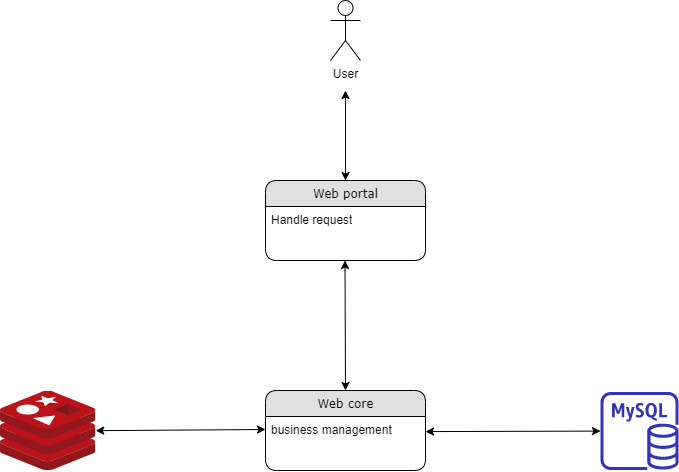 User
Web portal
Handle request
Web core
business management
MySQL